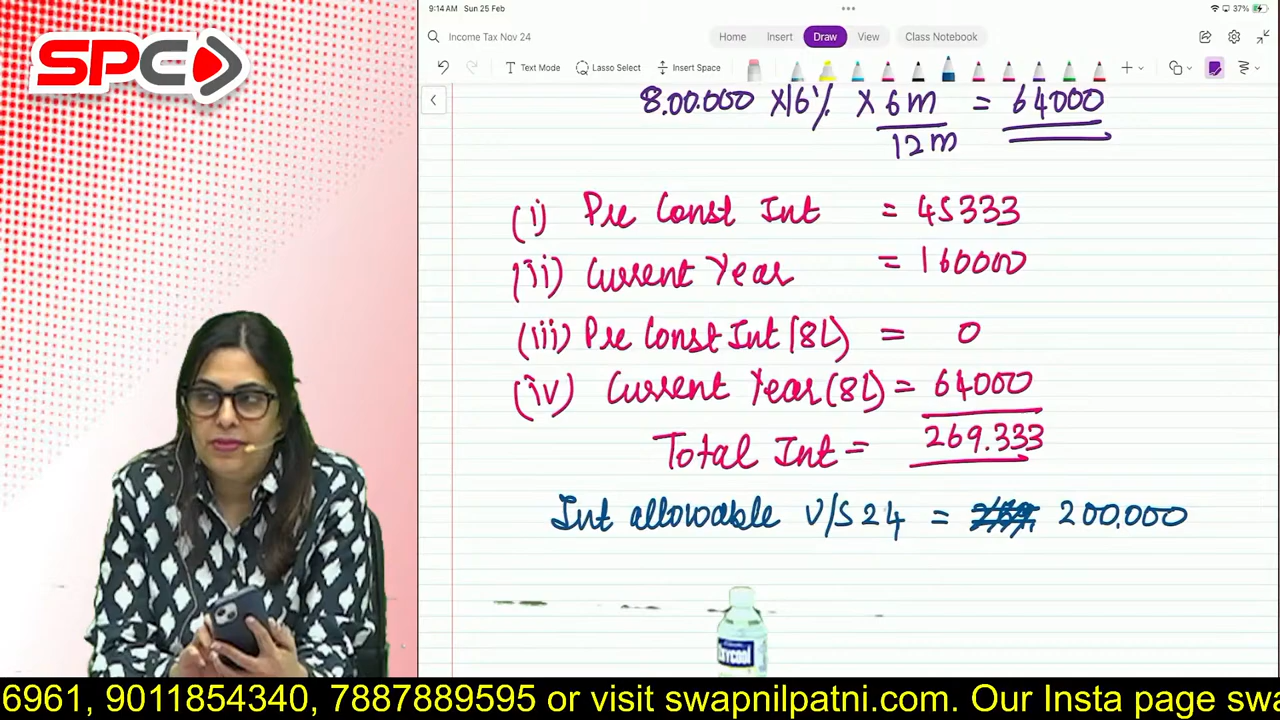 9:14 AM Sun 25 Feb
37%
SPC
Income Tax Nov 24
Home Insert Draw View Class Notebook
Text Mode Lasso Select Insert Space
8.00.000 X16% X 6m/12m = 64000
(i) Pre Const Int = 45333
(ii) Current Year = 160000
(iii) Pre Const Int (8L) = 0
(iv) Current Year (8L) = 64000
Total Int = 269.333
Int allowable U/S 24 = 200.000
6961, 9011854340, 7887889595 or visit swapnilpatni.com. Our Insta page swa